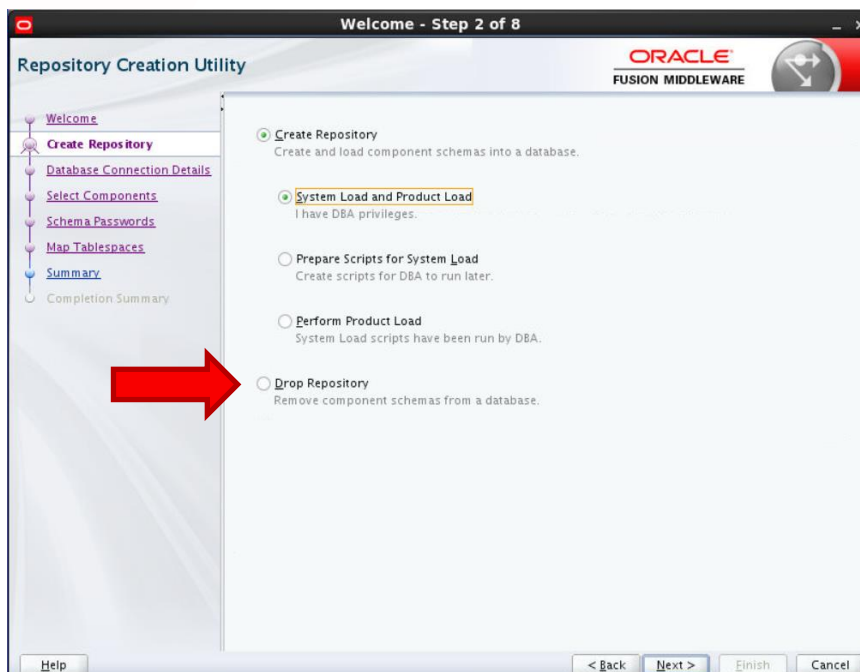 Welcome - Step 2 of 8
Repository Creation Utility
ORACLE
FUSION MIDDLEWARE
Welcome
Create Repository
Database Connection Details
Select Components
Schema Passwords
Map Tablespaces
Summary
Completion Summary
Create Repository
Create and load component schemas into a database.
System Load and Product Load
I have DBA privileges.
Prepare Scripts for System Load
Create scripts for DBA to run later.
Perform Product Load
System Load scripts have been run by DBA.
Drop Repository
Remove component schemas from a database.
Help
< Back
Next >
Finish
Cancel